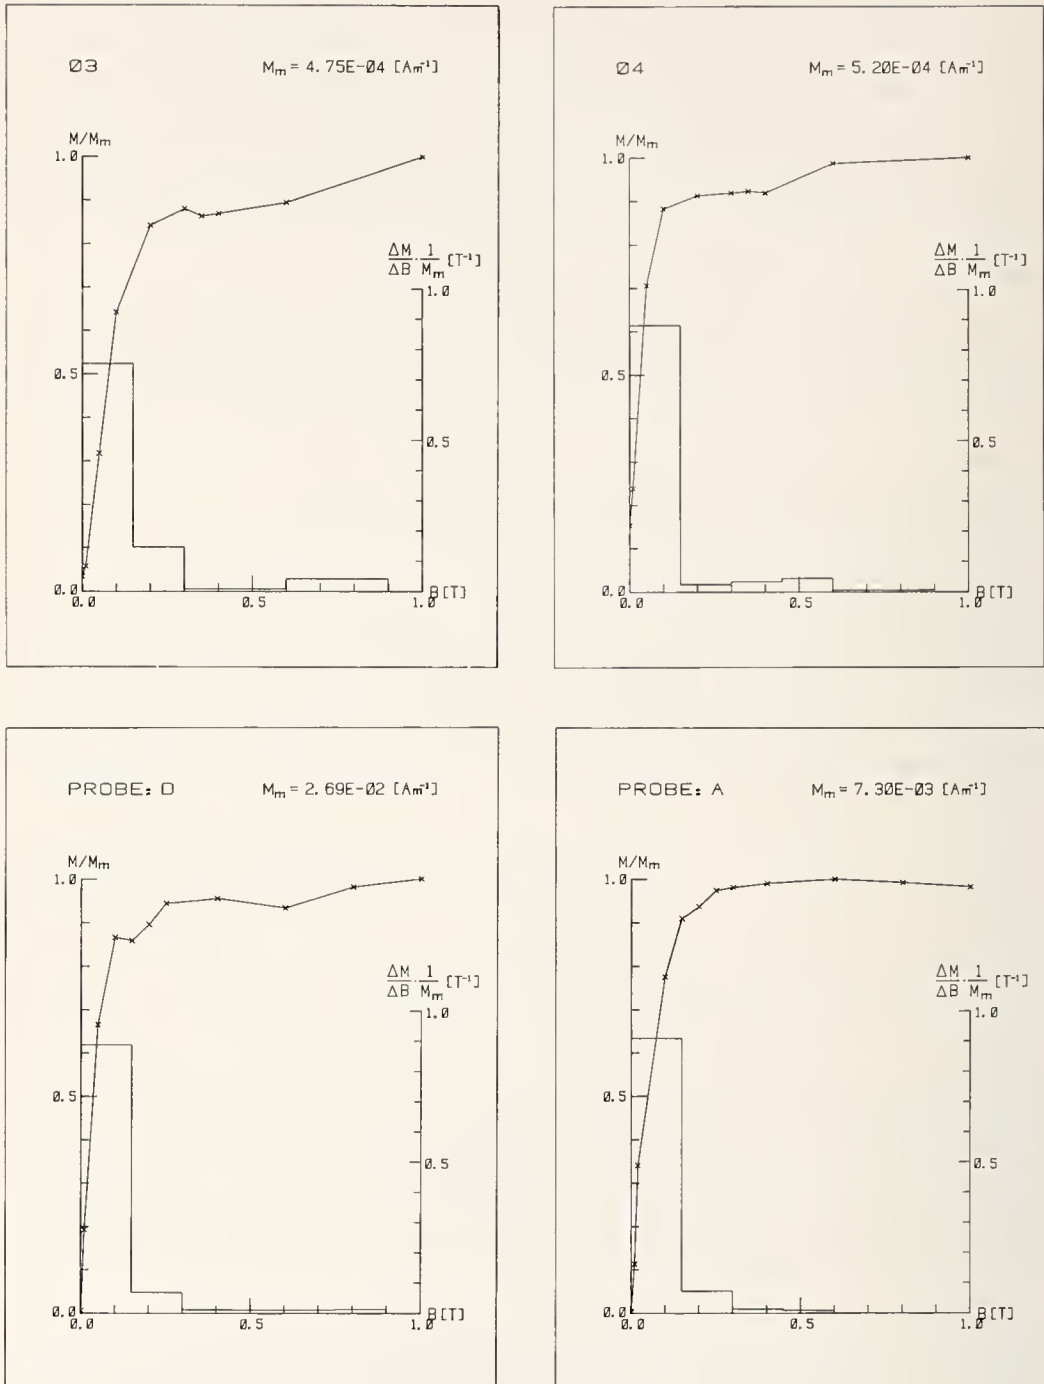 Ø3 Mm = 4.75E-Ø4 [Am⁻¹]
M/Mm
1.Ø
Ø.5
Ø.Ø
ΔM/ΔB · 1/Mm [T⁻¹]
1.Ø
Ø.5
Ø.Ø Ø.5 1.Ø B[T]
Ø4 Mm = 5.2ØE-Ø4 [Am⁻¹]
M/Mm
1.Ø
Ø.5
Ø.Ø
ΔM/ΔB · 1/Mm [T⁻¹]
1.Ø
Ø.5
Ø.Ø Ø.5 1.Ø B[T]
PROBE: D Mm = 2.69E-Ø2 [Am⁻¹]
M/Mm
1.Ø
Ø.5
Ø.Ø
ΔM/ΔB · 1/Mm [T⁻¹]
1.Ø
Ø.5
Ø.Ø Ø.5 1.Ø B[T]
PROBE: A Mm = 7.3ØE-Ø3 [Am⁻¹]
M/Mm
1.Ø
Ø.5
Ø.Ø
ΔM/ΔB · 1/Mm [T⁻¹]
1.Ø
Ø.5
Ø.Ø Ø.5 1.Ø B[T]